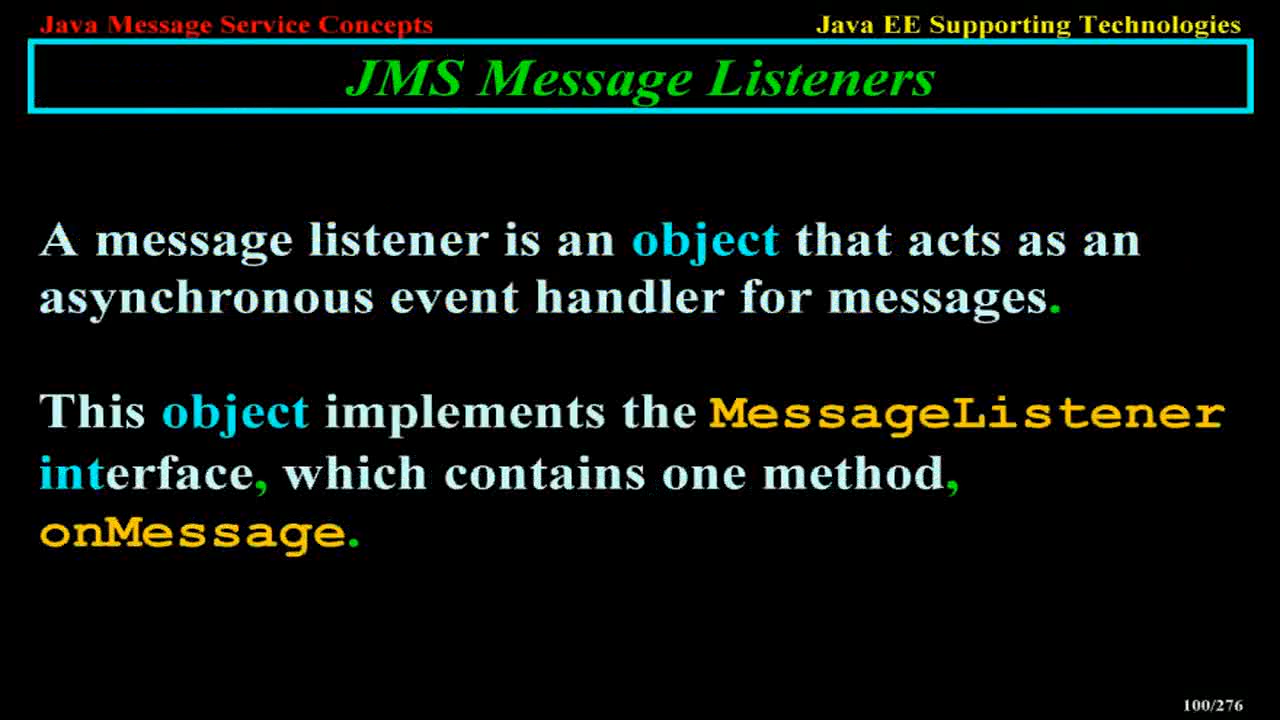 Java Message Service Concepts
Java EE Supporting Technologies
JMS Message Listeners
A message listener is an object that acts as an
asynchronous event handler for messages.
This object implements the MessageListener
interface, which contains one method,
onMessage.
100/276